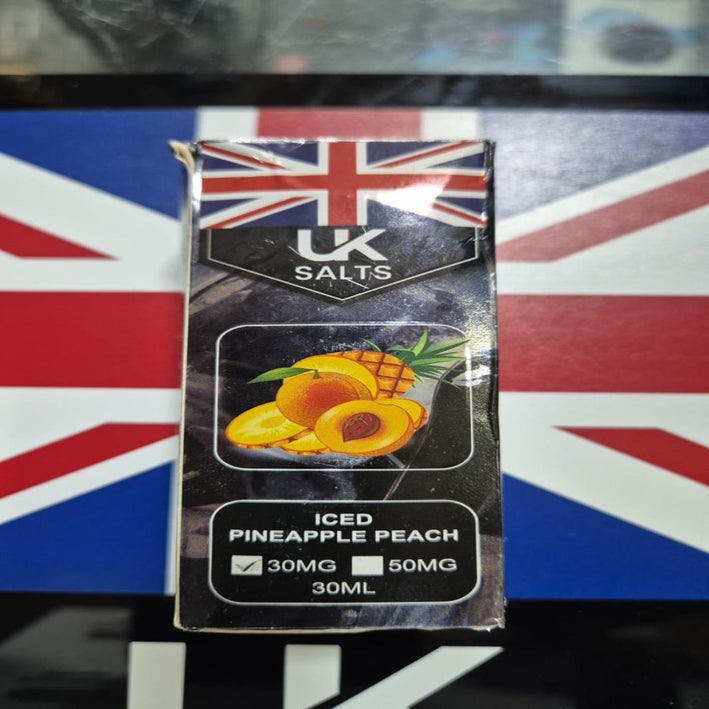 UK
SALTS
ICED
PINEAPPLE PEACH
30MG 50MG
30ML